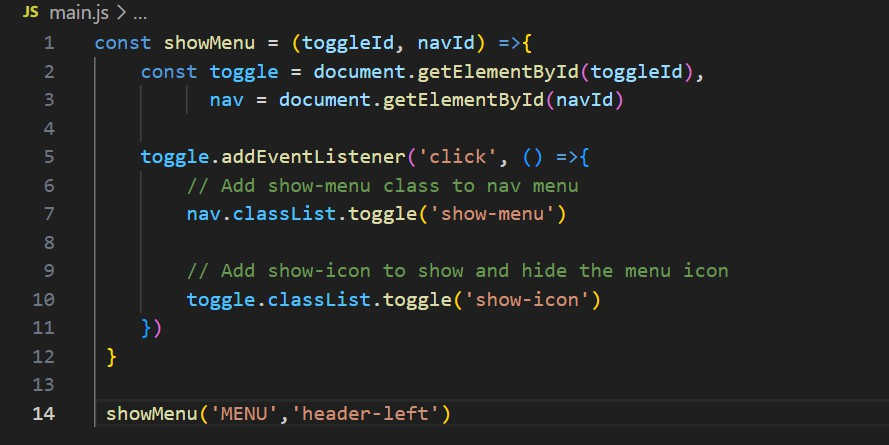 JS main.js > ...
1 const showMenu = (toggleId, navId) =>{
2 const toggle = document.getElementById(toggleId),
3 nav = document.getElementById(navId)
4
5 toggle.addEventListener('click', () =>{
6 // Add show-menu class to nav menu
7 nav.classList.toggle('show-menu')
8
9 // Add show-icon to show and hide the menu icon
10 toggle.classList.toggle('show-icon')
11 })
12 }
13
14 showMenu('MENU','header-left')